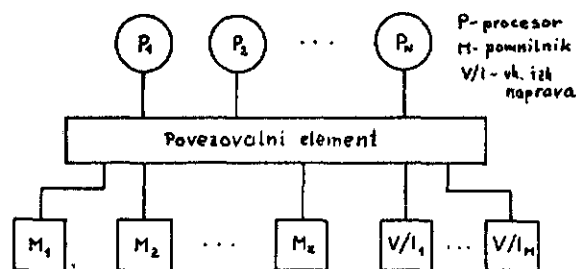 P1 P2 ... PN
P - procesor
M - pomnilnik
V/I - vh. izh
naprava
Povezovalni element
M1 M2 ... MK V/I1 ... V/IM